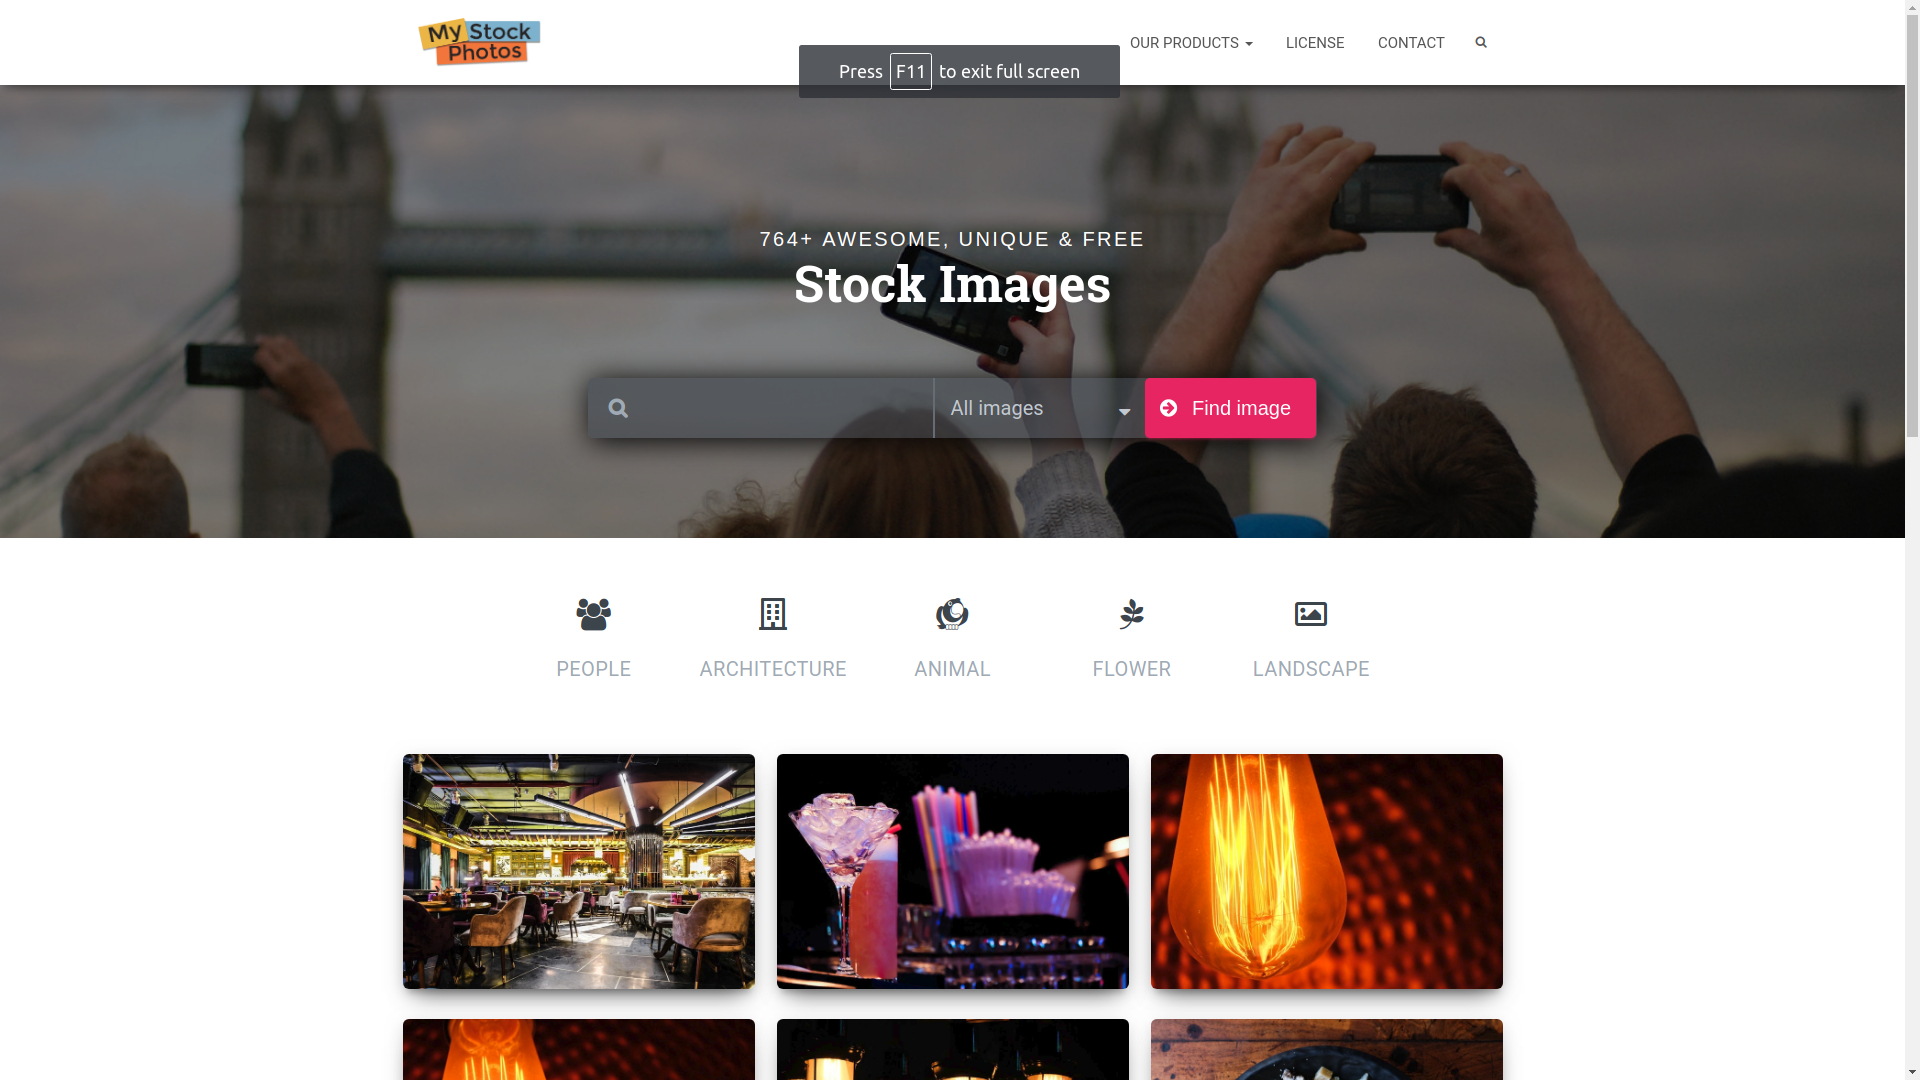 My Stock
Photos
OUR PRODUCTS
LICENSE
CONTACT
Press F11 to exit full screen
764+ AWESOME, UNIQUE & FREE
Stock Images
All images
Find image
PEOPLE
ARCHITECTURE
ANIMAL
FLOWER
LANDSCAPE